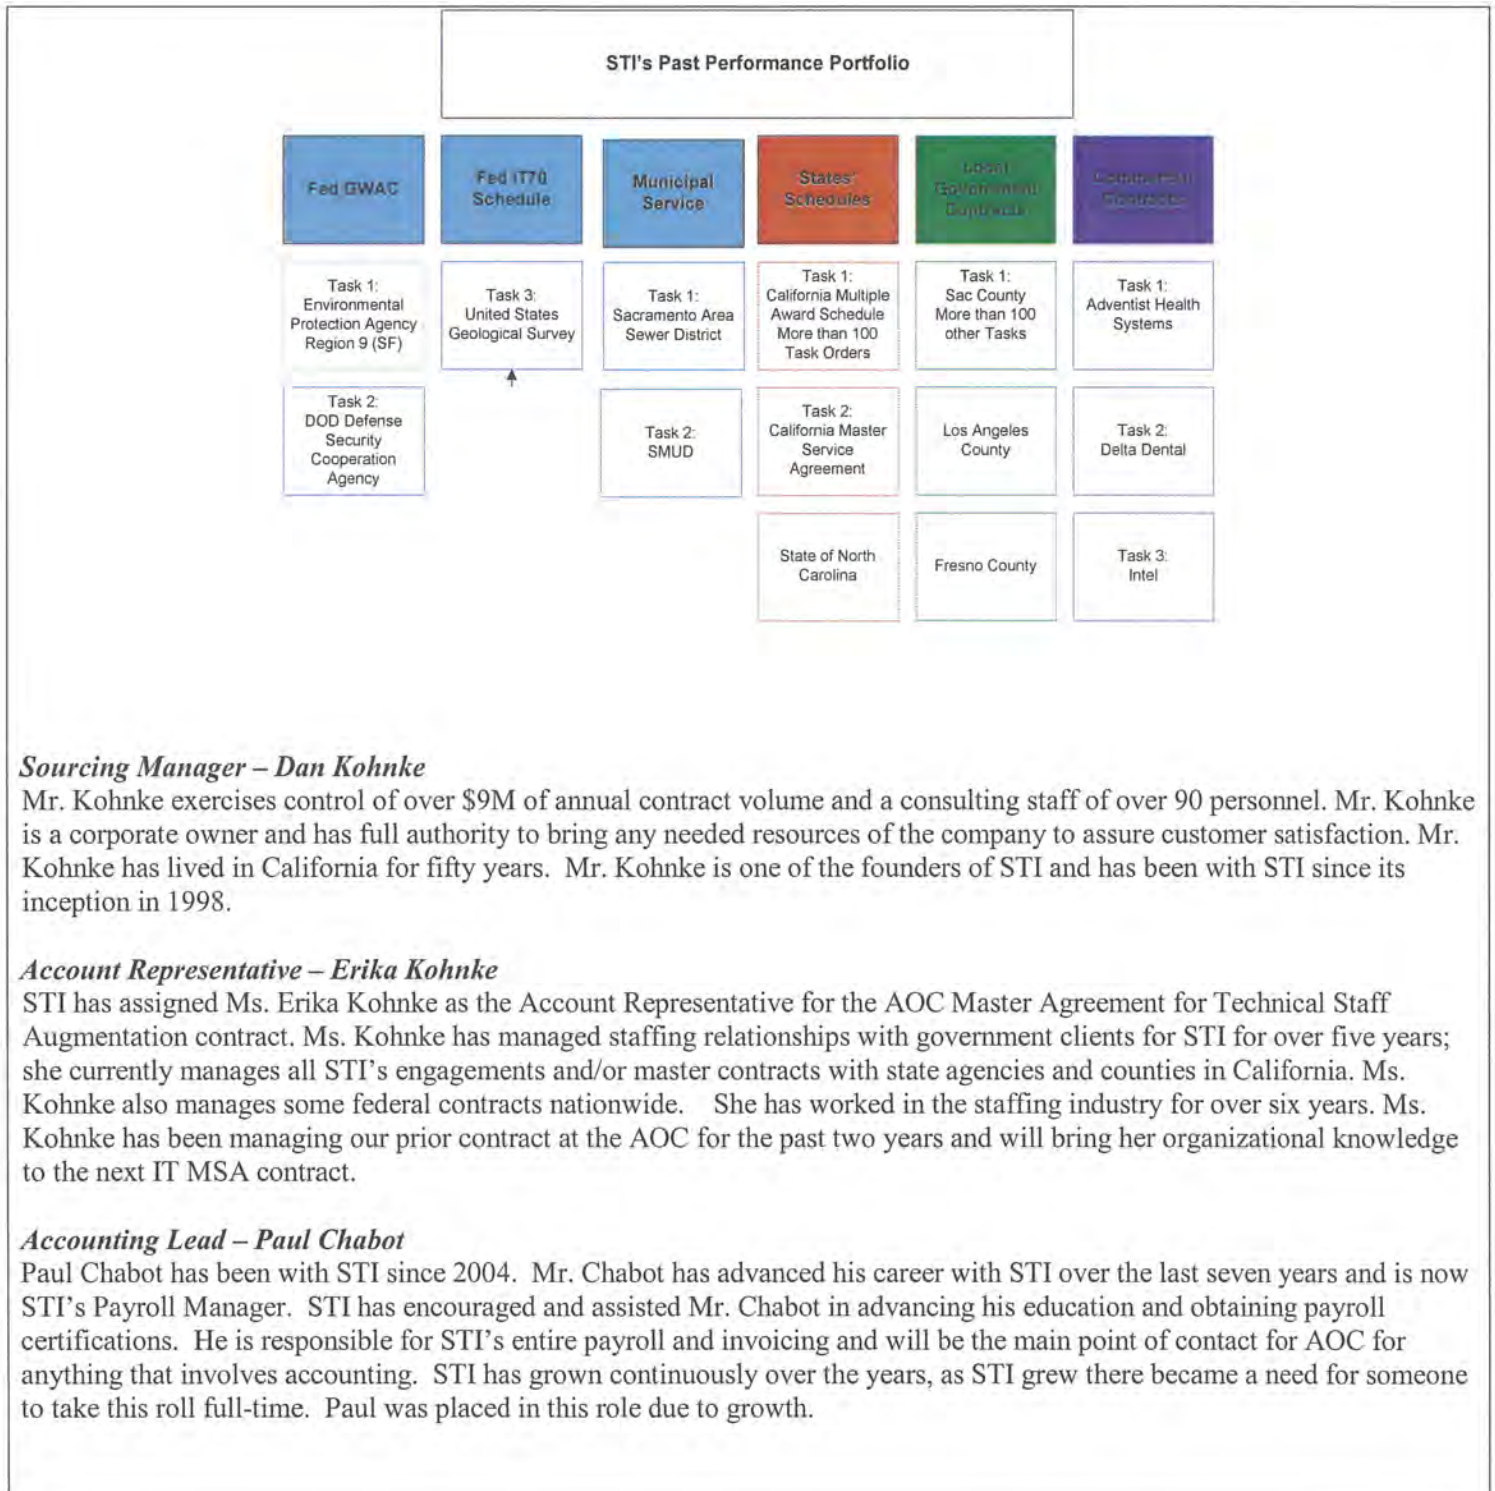 STI's Past Performance Portfolio
Fed GWAC
Fed IT70
Schedule
Municipal
Service
States'
Schedules
Local
Government
Contracts
Commercial
Contracts
Task 1:
Environmental
Protection Agency
Region 9 (SF)
Task 3:
United States
Geological Survey
Task 1:
Sacramento Area
Sewer District
Task 1:
California Multiple
Award Schedule
More than 100
Task Orders
Task 1:
Sac County
More than 100
other Tasks
Task 1:
Adventist Health
Systems
Task 2:
DOD Defense
Security
Cooperation
Agency
Task 2:
SMUD
Task 2:
California Master
Service
Agreement
Los Angeles
County
Task 2:
Delta Dental
State of North
Carolina
Fresno County
Task 3:
Intel
Sourcing Manager – Dan Kohnke
Mr. Kohnke exercises control of over $9M of annual contract volume and a consulting staff of over 90 personnel. Mr. Kohnke
is a corporate owner and has full authority to bring any needed resources of the company to assure customer satisfaction. Mr.
Kohnke has lived in California for fifty years. Mr. Kohnke is one of the founders of STI and has been with STI since its
inception in 1998.
Account Representative – Erika Kohnke
STI has assigned Ms. Erika Kohnke as the Account Representative for the AOC Master Agreement for Technical Staff
Augmentation contract. Ms. Kohnke has managed staffing relationships with government clients for STI for over five years;
she currently manages all STI's engagements and/or master contracts with state agencies and counties in California. Ms.
Kohnke also manages some federal contracts nationwide. She has worked in the staffing industry for over six years. Ms.
Kohnke has been managing our prior contract at the AOC for the past two years and will bring her organizational knowledge
to the next IT MSA contract.
Accounting Lead – Paul Chabot
Paul Chabot has been with STI since 2004. Mr. Chabot has advanced his career with STI over the last seven years and is now
STI's Payroll Manager. STI has encouraged and assisted Mr. Chabot in advancing his education and obtaining payroll
certifications. He is responsible for STI's entire payroll and invoicing and will be the main point of contact for AOC for
anything that involves accounting. STI has grown continuously over the years, as STI grew there became a need for someone
to take this roll full-time. Paul was placed in this role due to growth.